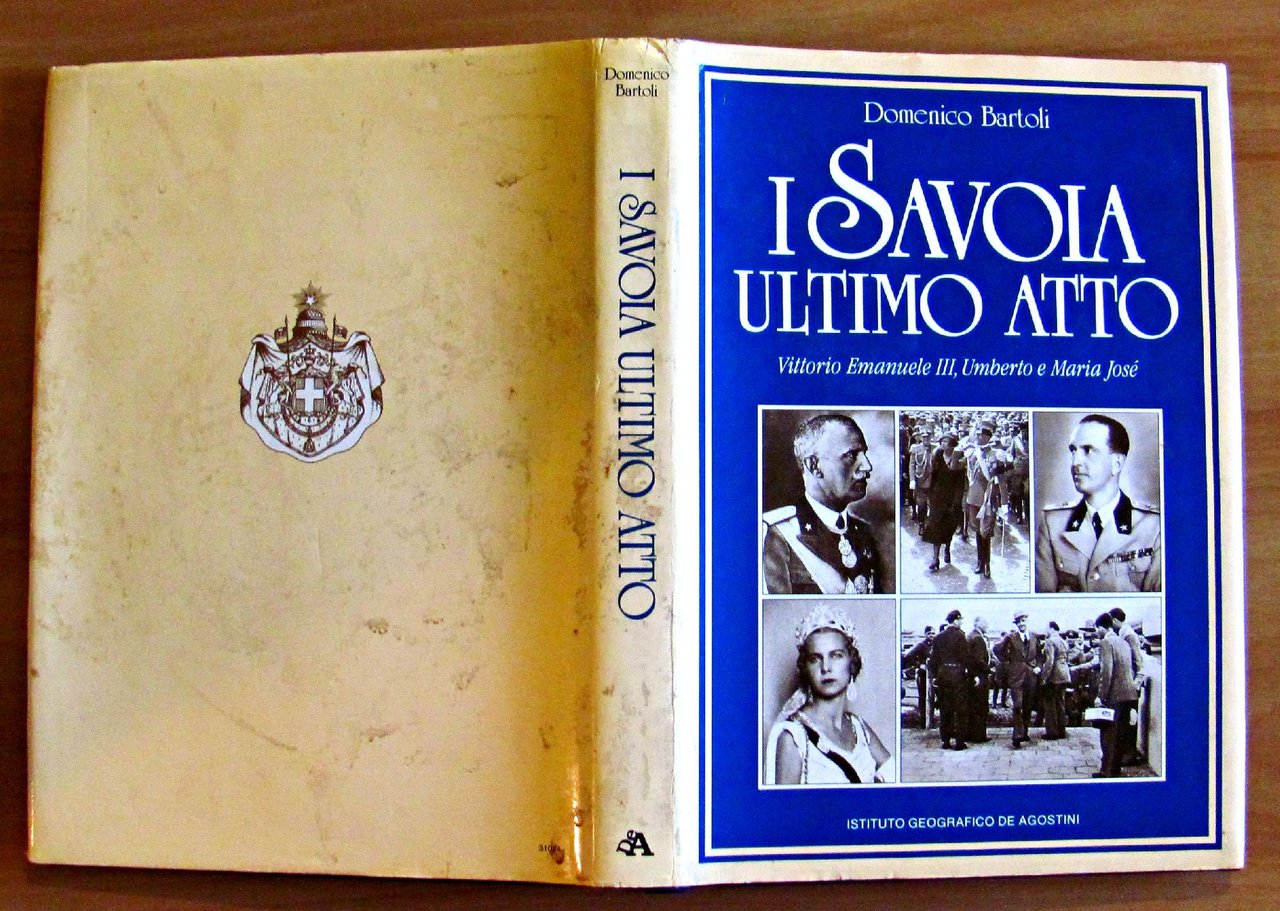 Domenico
Bartoli
I SAVOIA ULTIMO ATTO
DeA
Domenico Bartoli
I SAVOIA
ULTIMO ATTO
Vittorio Emanuele III, Umberto e Maria José
ISTITUTO GEOGRAFICO DE AGOSTINI